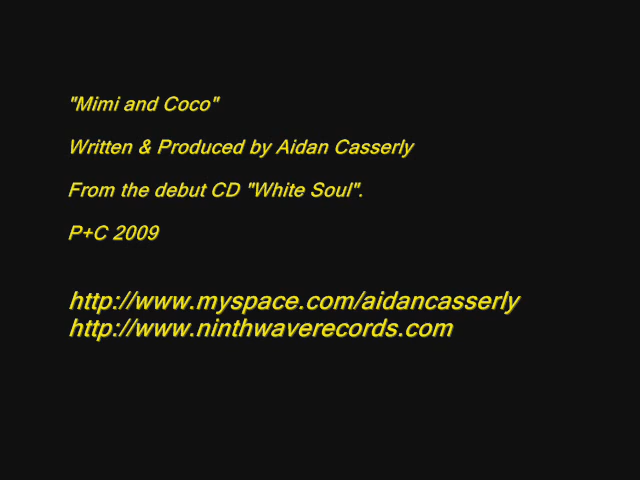 "Mimi and Coco"
Written & Produced by Aidan Casserly
From the debut CD "White Soul".
P+C 2009
http://www.myspace.com/aidancasserly
http://www.ninthwaverecords.com